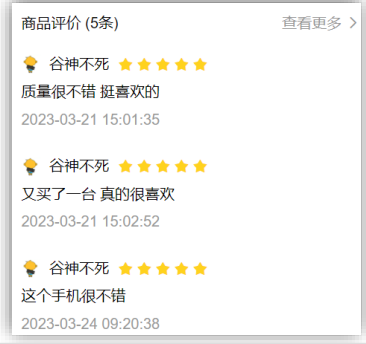 商品评价 (5条) 查看更多 >
谷神不死
质量很不错 挺喜欢的
2023-03-21 15:01:35
谷神不死
又买了一台 真的很喜欢
2023-03-21 15:02:52
谷神不死
这个手机很不错
2023-03-24 09:20:38